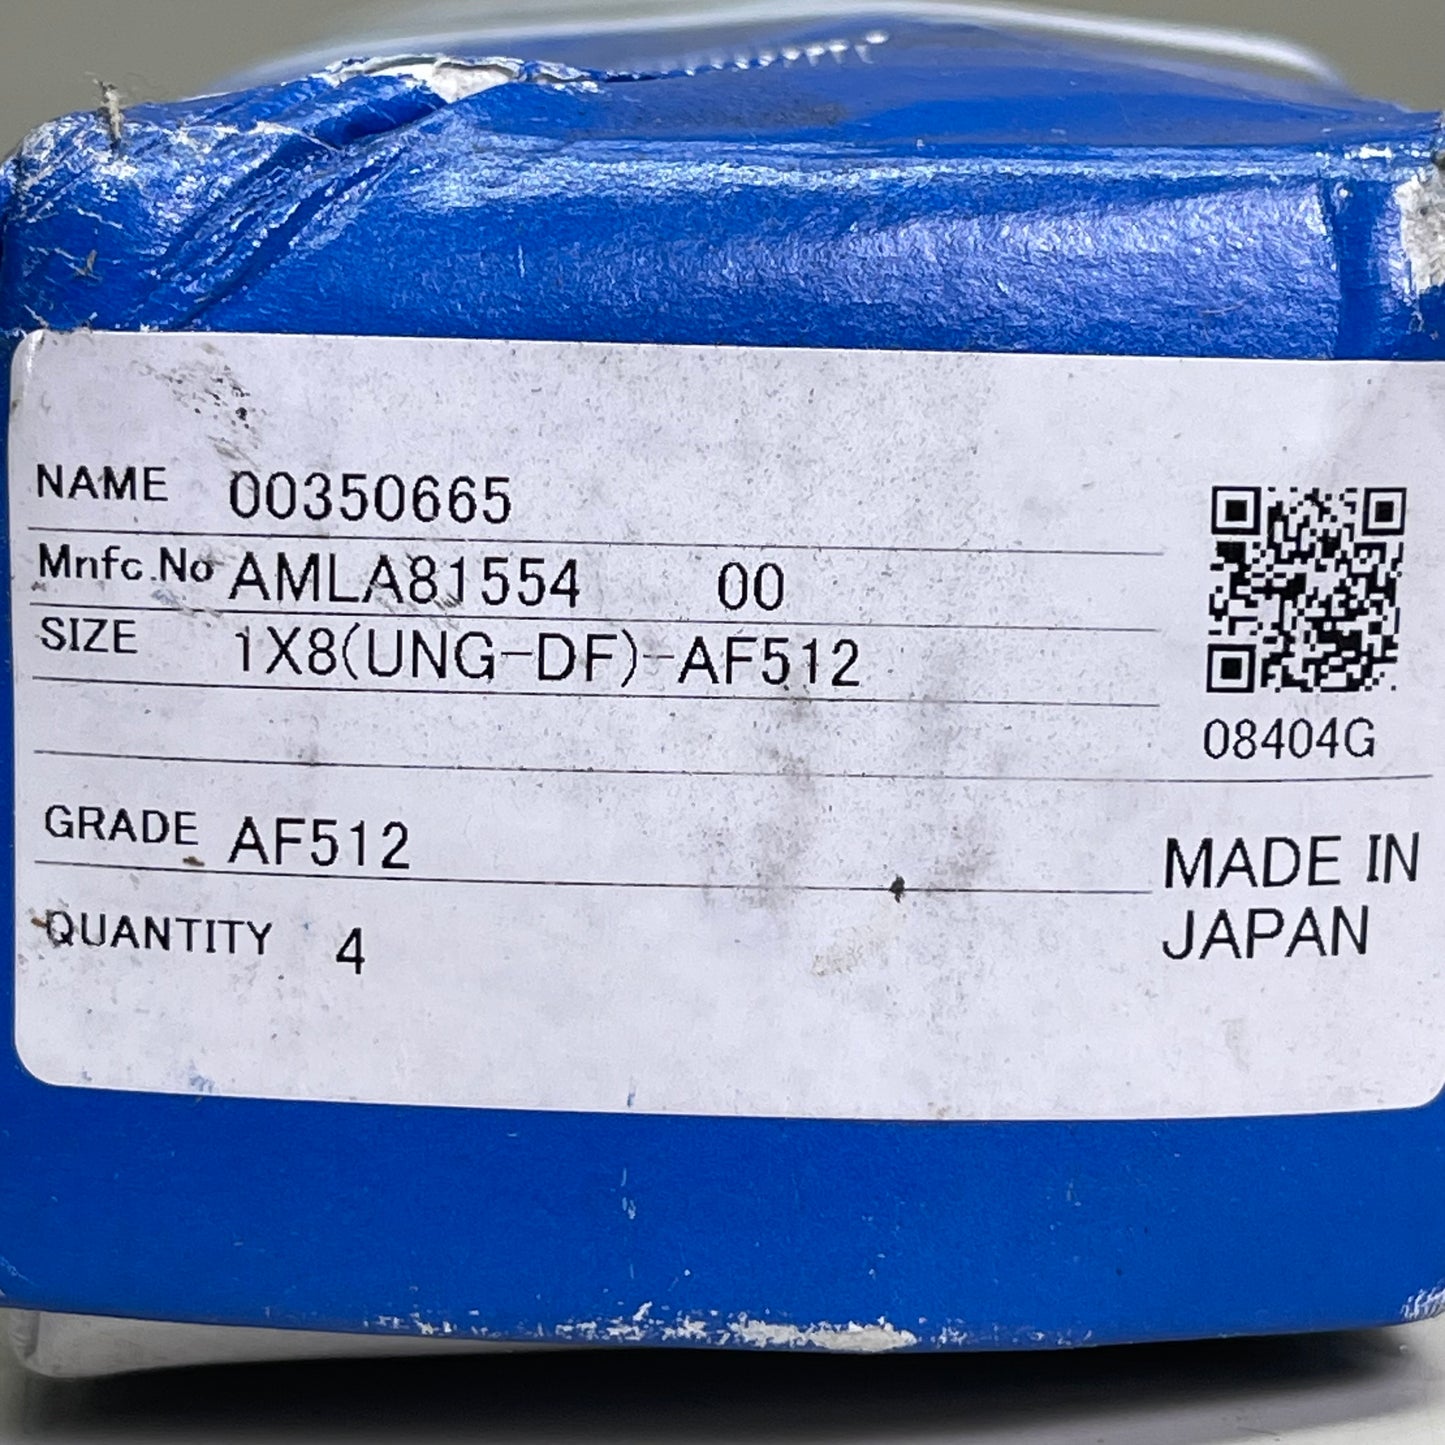 NAME 00350665
Mnfc.No AMLA81554 00
SIZE 1X8(UNG-DF)-AF512
08404G
GRADE AF512
MADE IN
JAPAN
QUANTITY 4